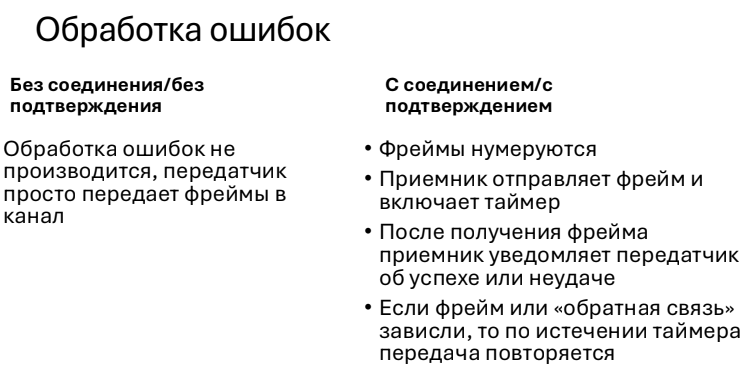 Обработка ошибок
Без соединения/без
подтверждения
Обработка ошибок не
производится, передатчик
просто передает фреймы в
канал
С соединением/с
подтверждением
• Фреймы нумеруются
• Приемник отправляет фрейм и
включает таймер
• После получения фрейма
приемник уведомляет передатчик
об успехе или неудаче
• Если фрейм или «обратная связь»
зависли, то по истечении таймера
передача повторяется